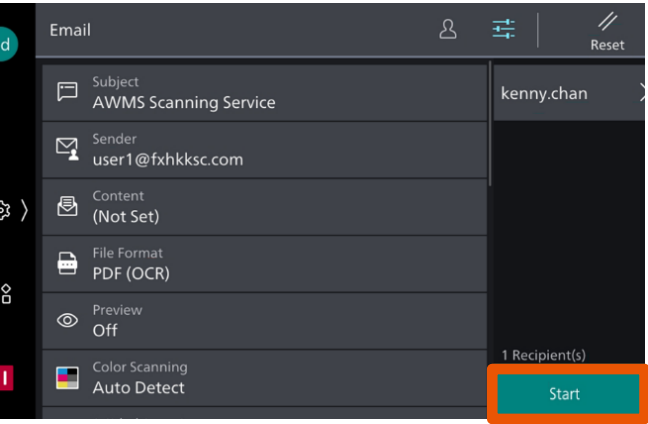 d
Email
Reset
Subject
AWMS Scanning Service
kenny.chan
Sender
user1@fxhkksc.com
Content
(Not Set)
File Format
PDF (OCR)
Preview
Off
Color Scanning
Auto Detect
1 Recipient(s)
Start